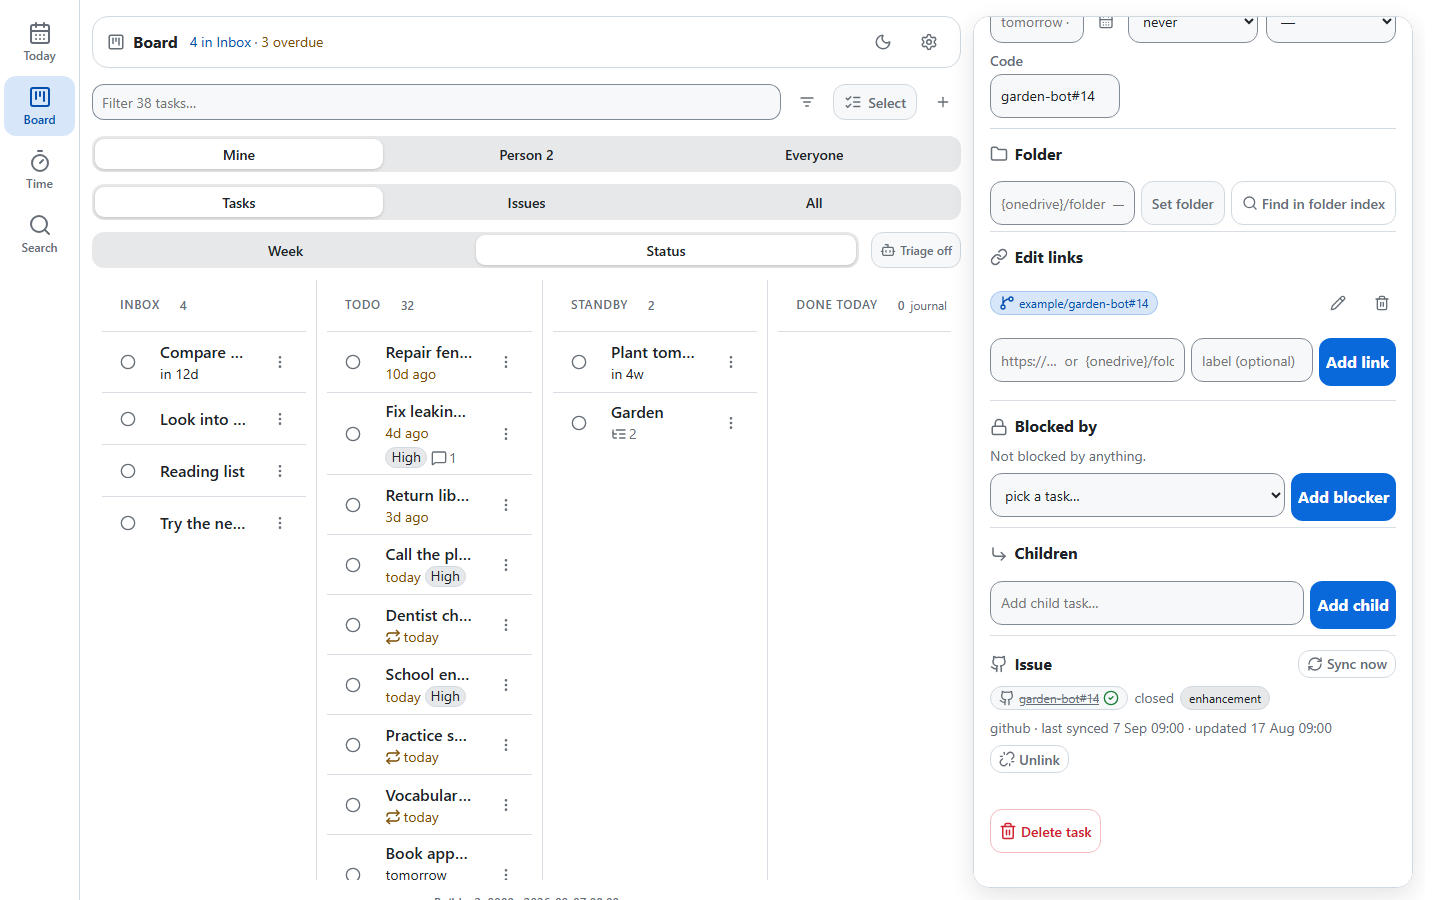 Today
Board
Time
Search
Board 4 in Inbox · 3 overdue
Filter 38 tasks...
Select
Mine Person 2 Everyone
Tasks Issues All
Week Status
Triage off
INBOX 4
Compare ...
in 12d
Look into ...
Reading list
Try the ne...
TODO 32
Repair fen...
10d ago
Fix leakin...
4d ago
High 1
Return lib...
3d ago
Call the pl...
today High
Dentist ch...
today
School en...
today High
Practice s...
today
Vocabular...
today
Book app...
tomorrow
STANDBY 2
Plant tom...
in 4w
Garden
2
DONE TODAY 0 journal
tomorrow ·
never
—
Code
garden-bot#14
Folder
{onedrive}/folder —
Set folder
Find in folder index
Edit links
example/garden-bot#14
https://... or {onedrive}/folc
label (optional)
Add link
Blocked by
Not blocked by anything.
pick a task...
Add blocker
Children
Add child task...
Add child
Issue
Sync now
garden-bot#14 closed enhancement
github · last synced 7 Sep 09:00 · updated 17 Aug 09:00
Unlink
Delete task